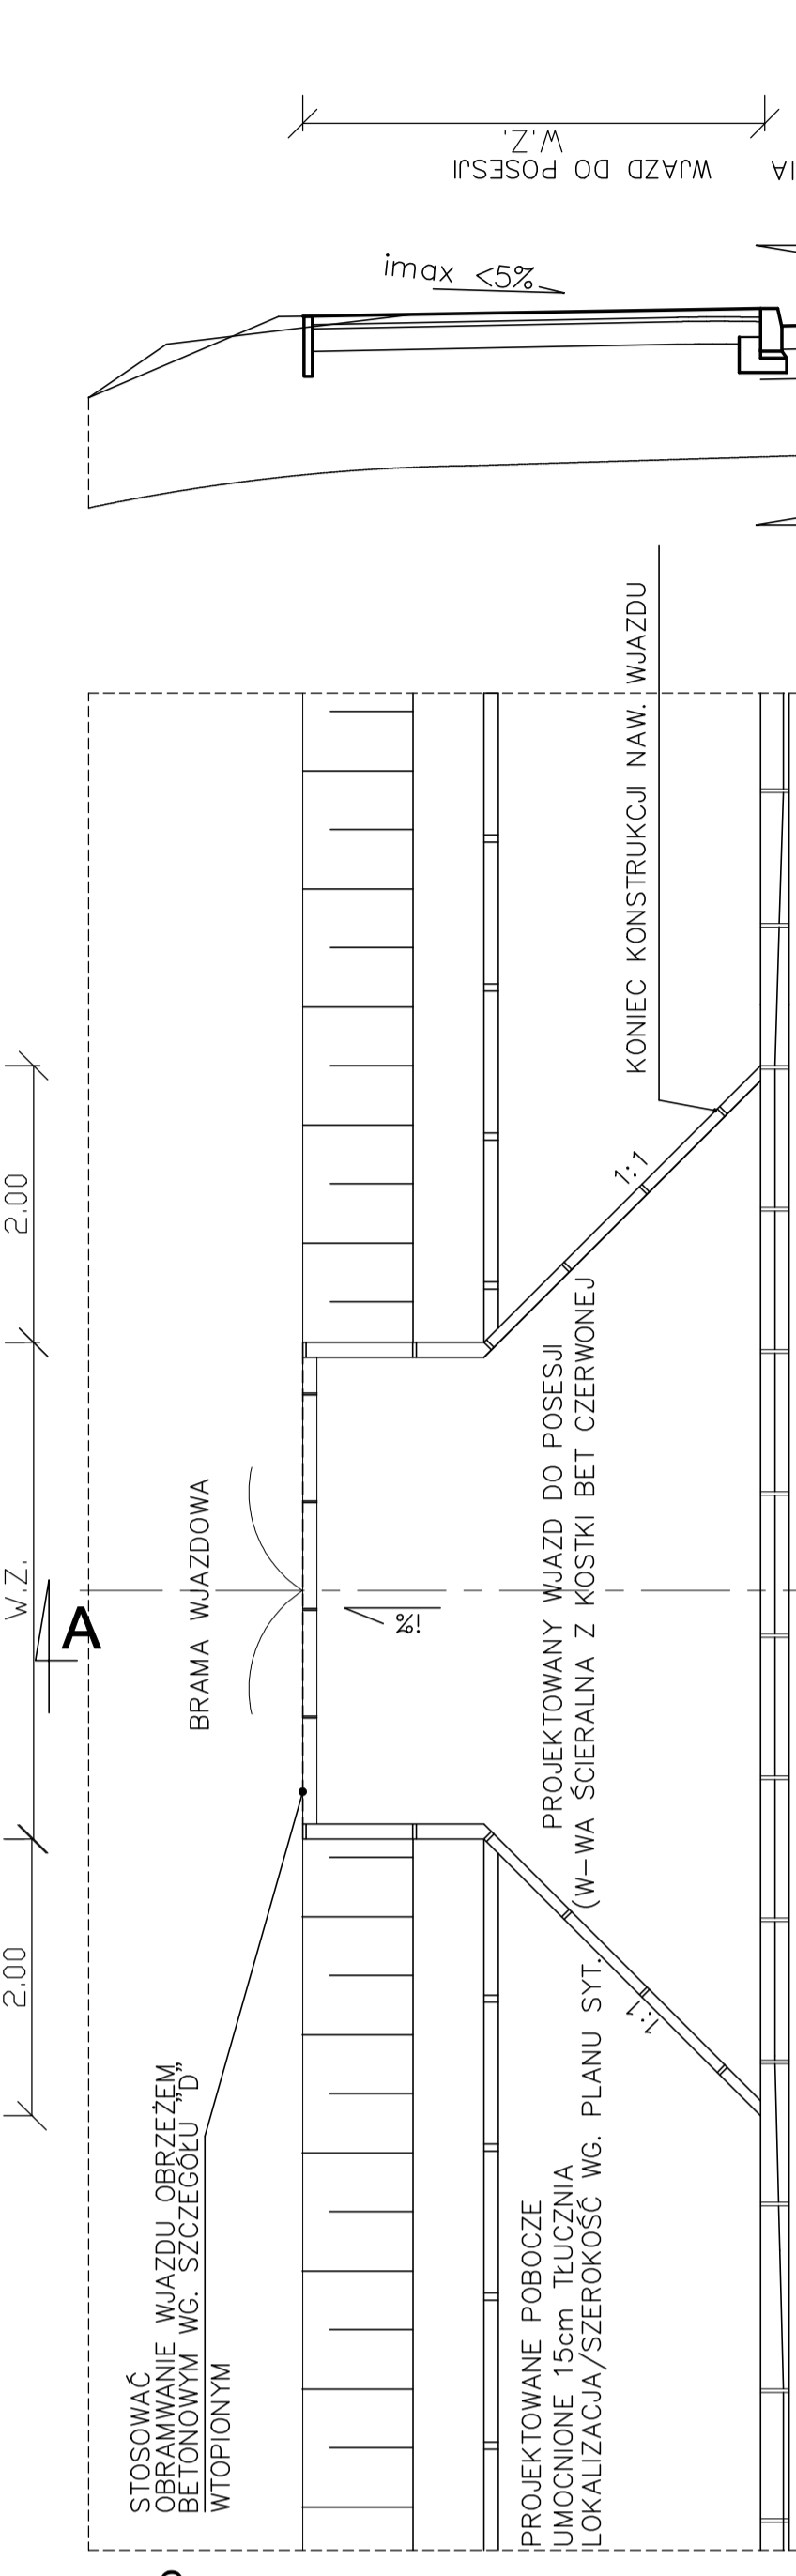 W.Z.
WJAZD DO POSESJI
IA
imax <5%
KONIEC KONSTRUKCJI NAW. WJAZDU
2.00
1:1
W.Z.
A
BRAMA WJAZDOWA
i%
PROJEKTOWANY WJAZD DO POSESJI
(W-WA ŚCIERALNA Z KOSTKI BET CZERWONEJ
2.00
1:1
STOSOWAĆ
OBRAMWANIE WJAZDU OBRZEŻEM
BETONOWYM WG. SZCZEGÓŁU "D"
WTOPIONYM
PROJEKTOWANE POBOCZE
UMOCNIONE 15cm TŁUCZNIA
LOKALIZACJA/SZEROKOŚĆ WG. PLANU SYT.